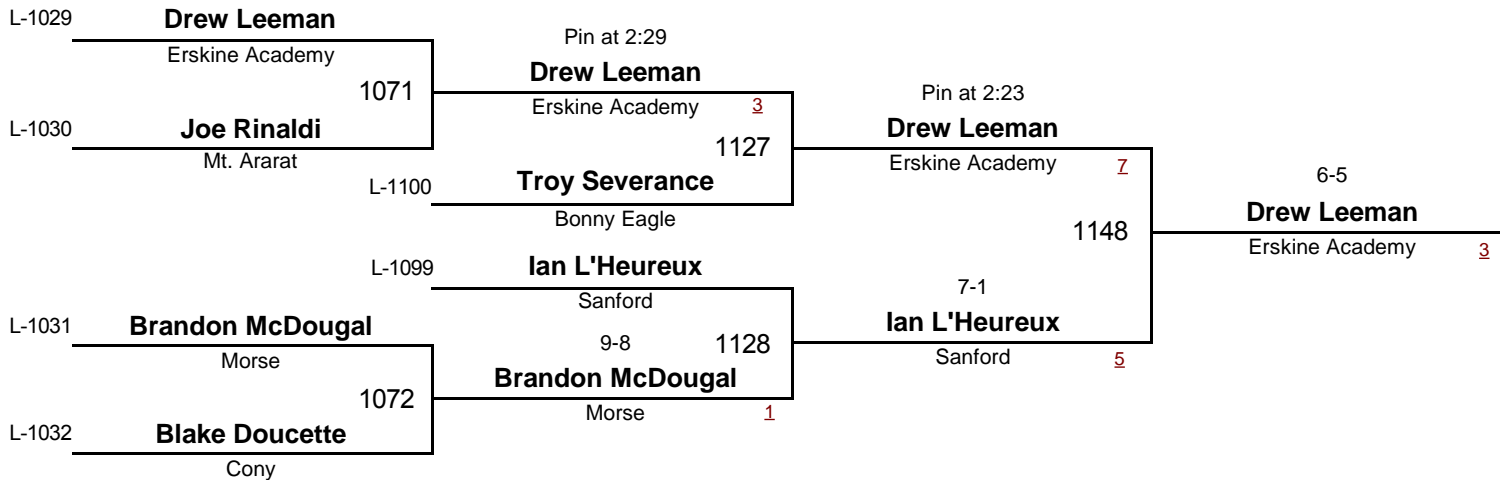 L-1029
Drew Leeman
Erskine Academy
1071
L-1030
Joe Rinaldi
Mt. Ararat
Pin at 2:29
Drew Leeman
Erskine Academy 3
1127
L-1100
Troy Severance
Bonny Eagle
Pin at 2:23
Drew Leeman
Erskine Academy 7
1148
6-5
Drew Leeman
Erskine Academy 3
L-1099
Ian L'Heureux
Sanford
1128
7-1
Ian L'Heureux
Sanford 5
L-1031
Brandon McDougal
Morse
1072
9-8
Brandon McDougal
Morse 1
L-1032
Blake Doucette
Cony